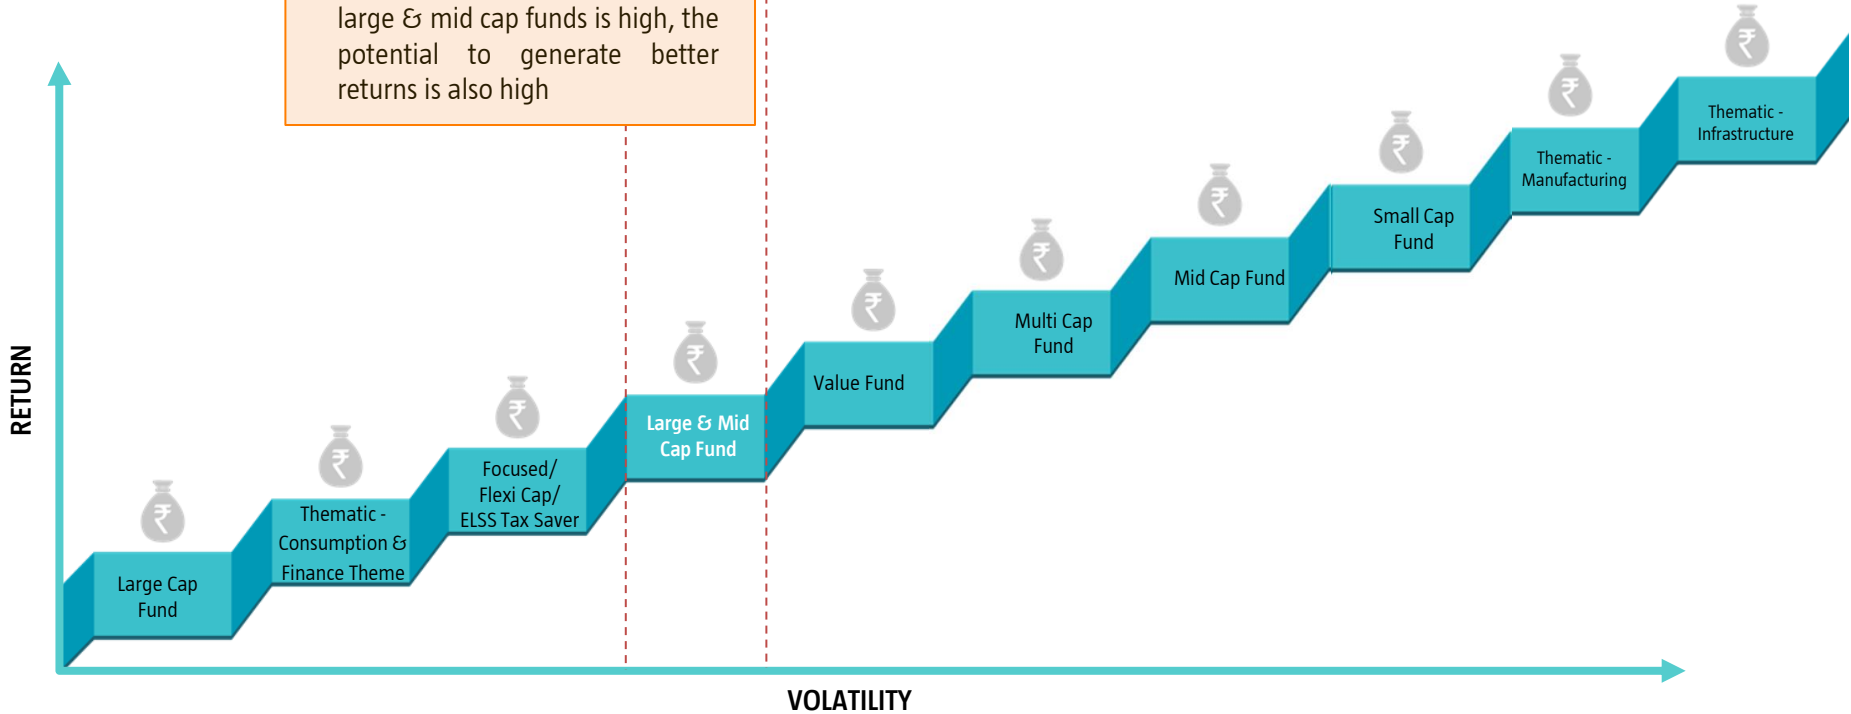 large & mid cap funds is high, the
potential to generate better
returns is also high
₹
Thematic -
Infrastructure
₹
Thematic -
Manufacturing
₹
Small Cap
Fund
₹
Mid Cap Fund
₹
Multi Cap
Fund
₹
Value Fund
₹
Large & Mid
Cap Fund
₹
Focused/
Flexi Cap/
ELSS Tax Saver
₹
Thematic -
Consumption &
Finance Theme
₹
Large Cap
Fund
RETURN
VOLATILITY